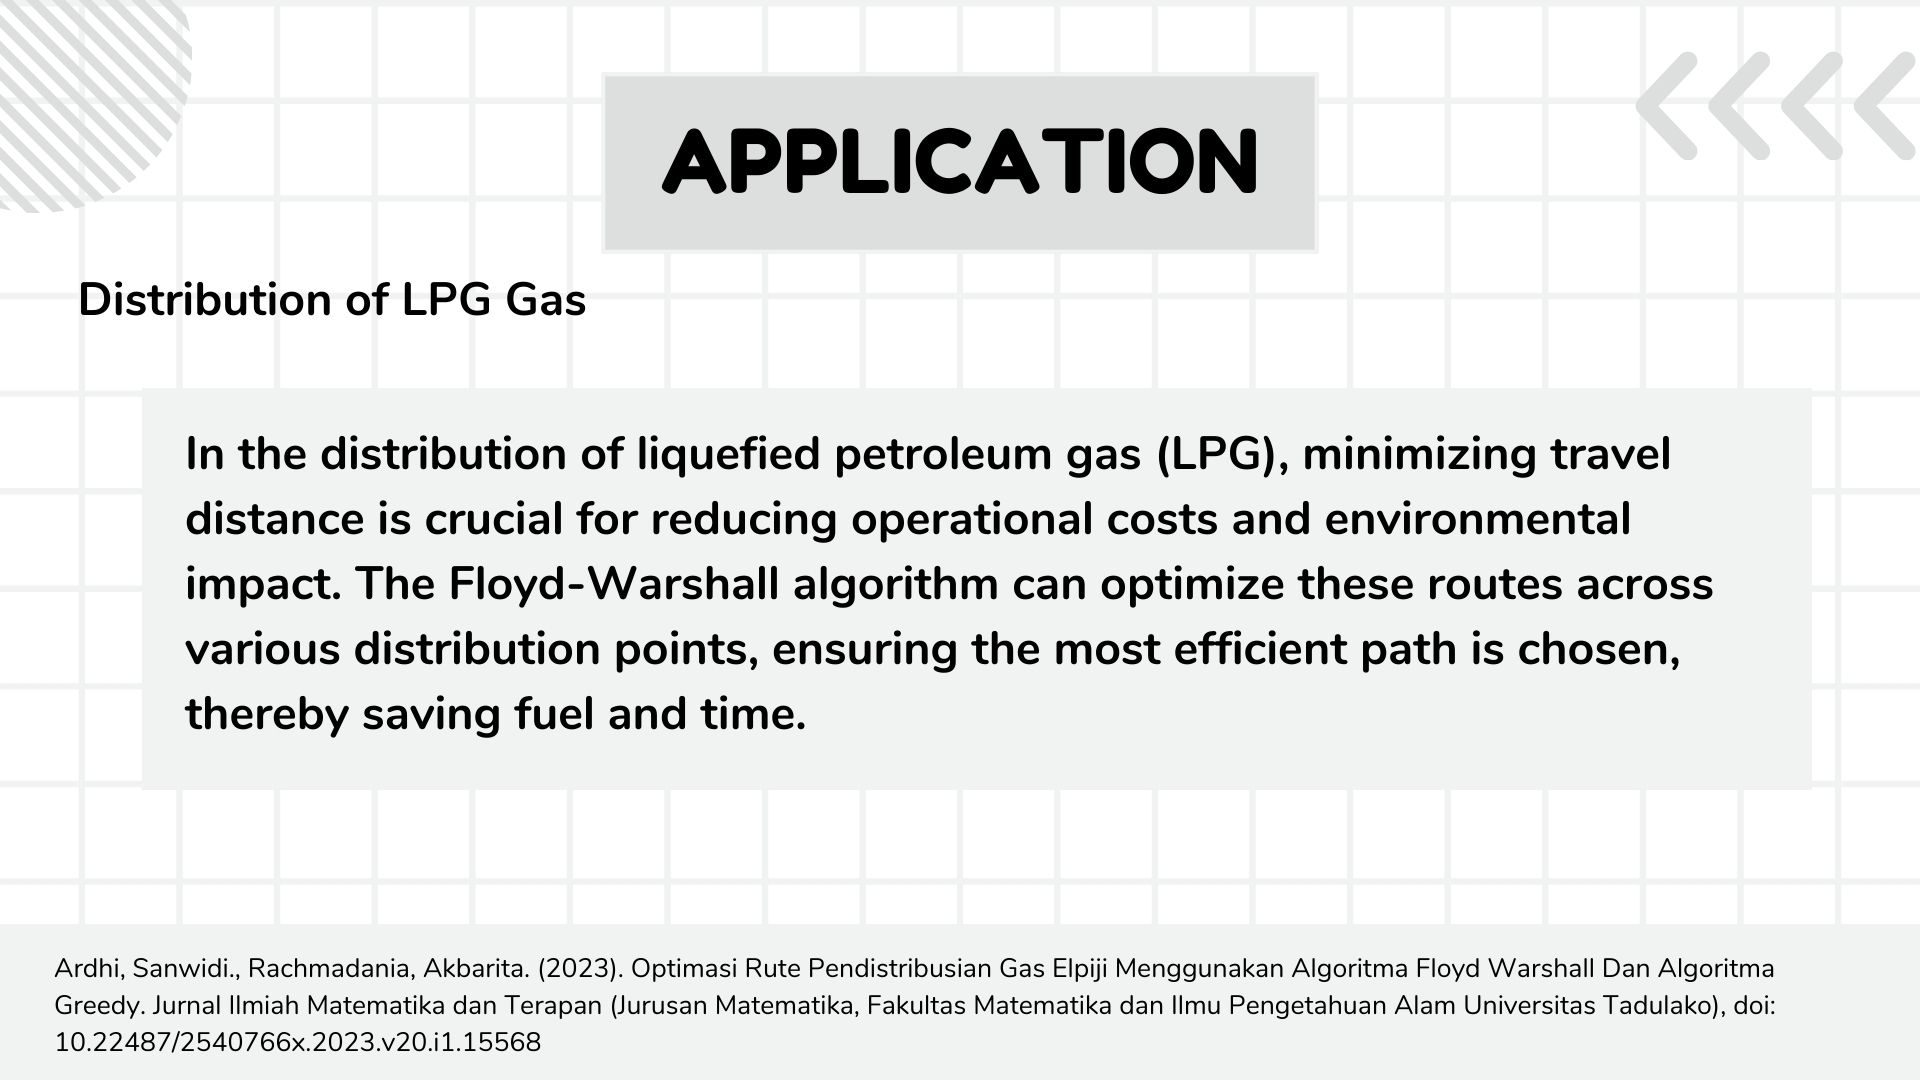 APPLICATION
Distribution of LPG Gas
In the distribution of liquefied petroleum gas (LPG), minimizing travel
distance is crucial for reducing operational costs and environmental
impact. The Floyd-Warshall algorithm can optimize these routes across
various distribution points, ensuring the most efficient path is chosen,
thereby saving fuel and time.
Ardhi, Sanwidi., Rachmadania, Akbarita. (2023). Optimasi Rute Pendistribusian Gas Elpiji Menggunakan Algoritma Floyd Warshall Dan Algoritma
Greedy. Jurnal Ilmiah Matematika dan Terapan (Jurusan Matematika, Fakultas Matematika dan Ilmu Pengetahuan Alam Universitas Tadulako), doi:
10.22487/2540766x.2023.v20.i1.15568